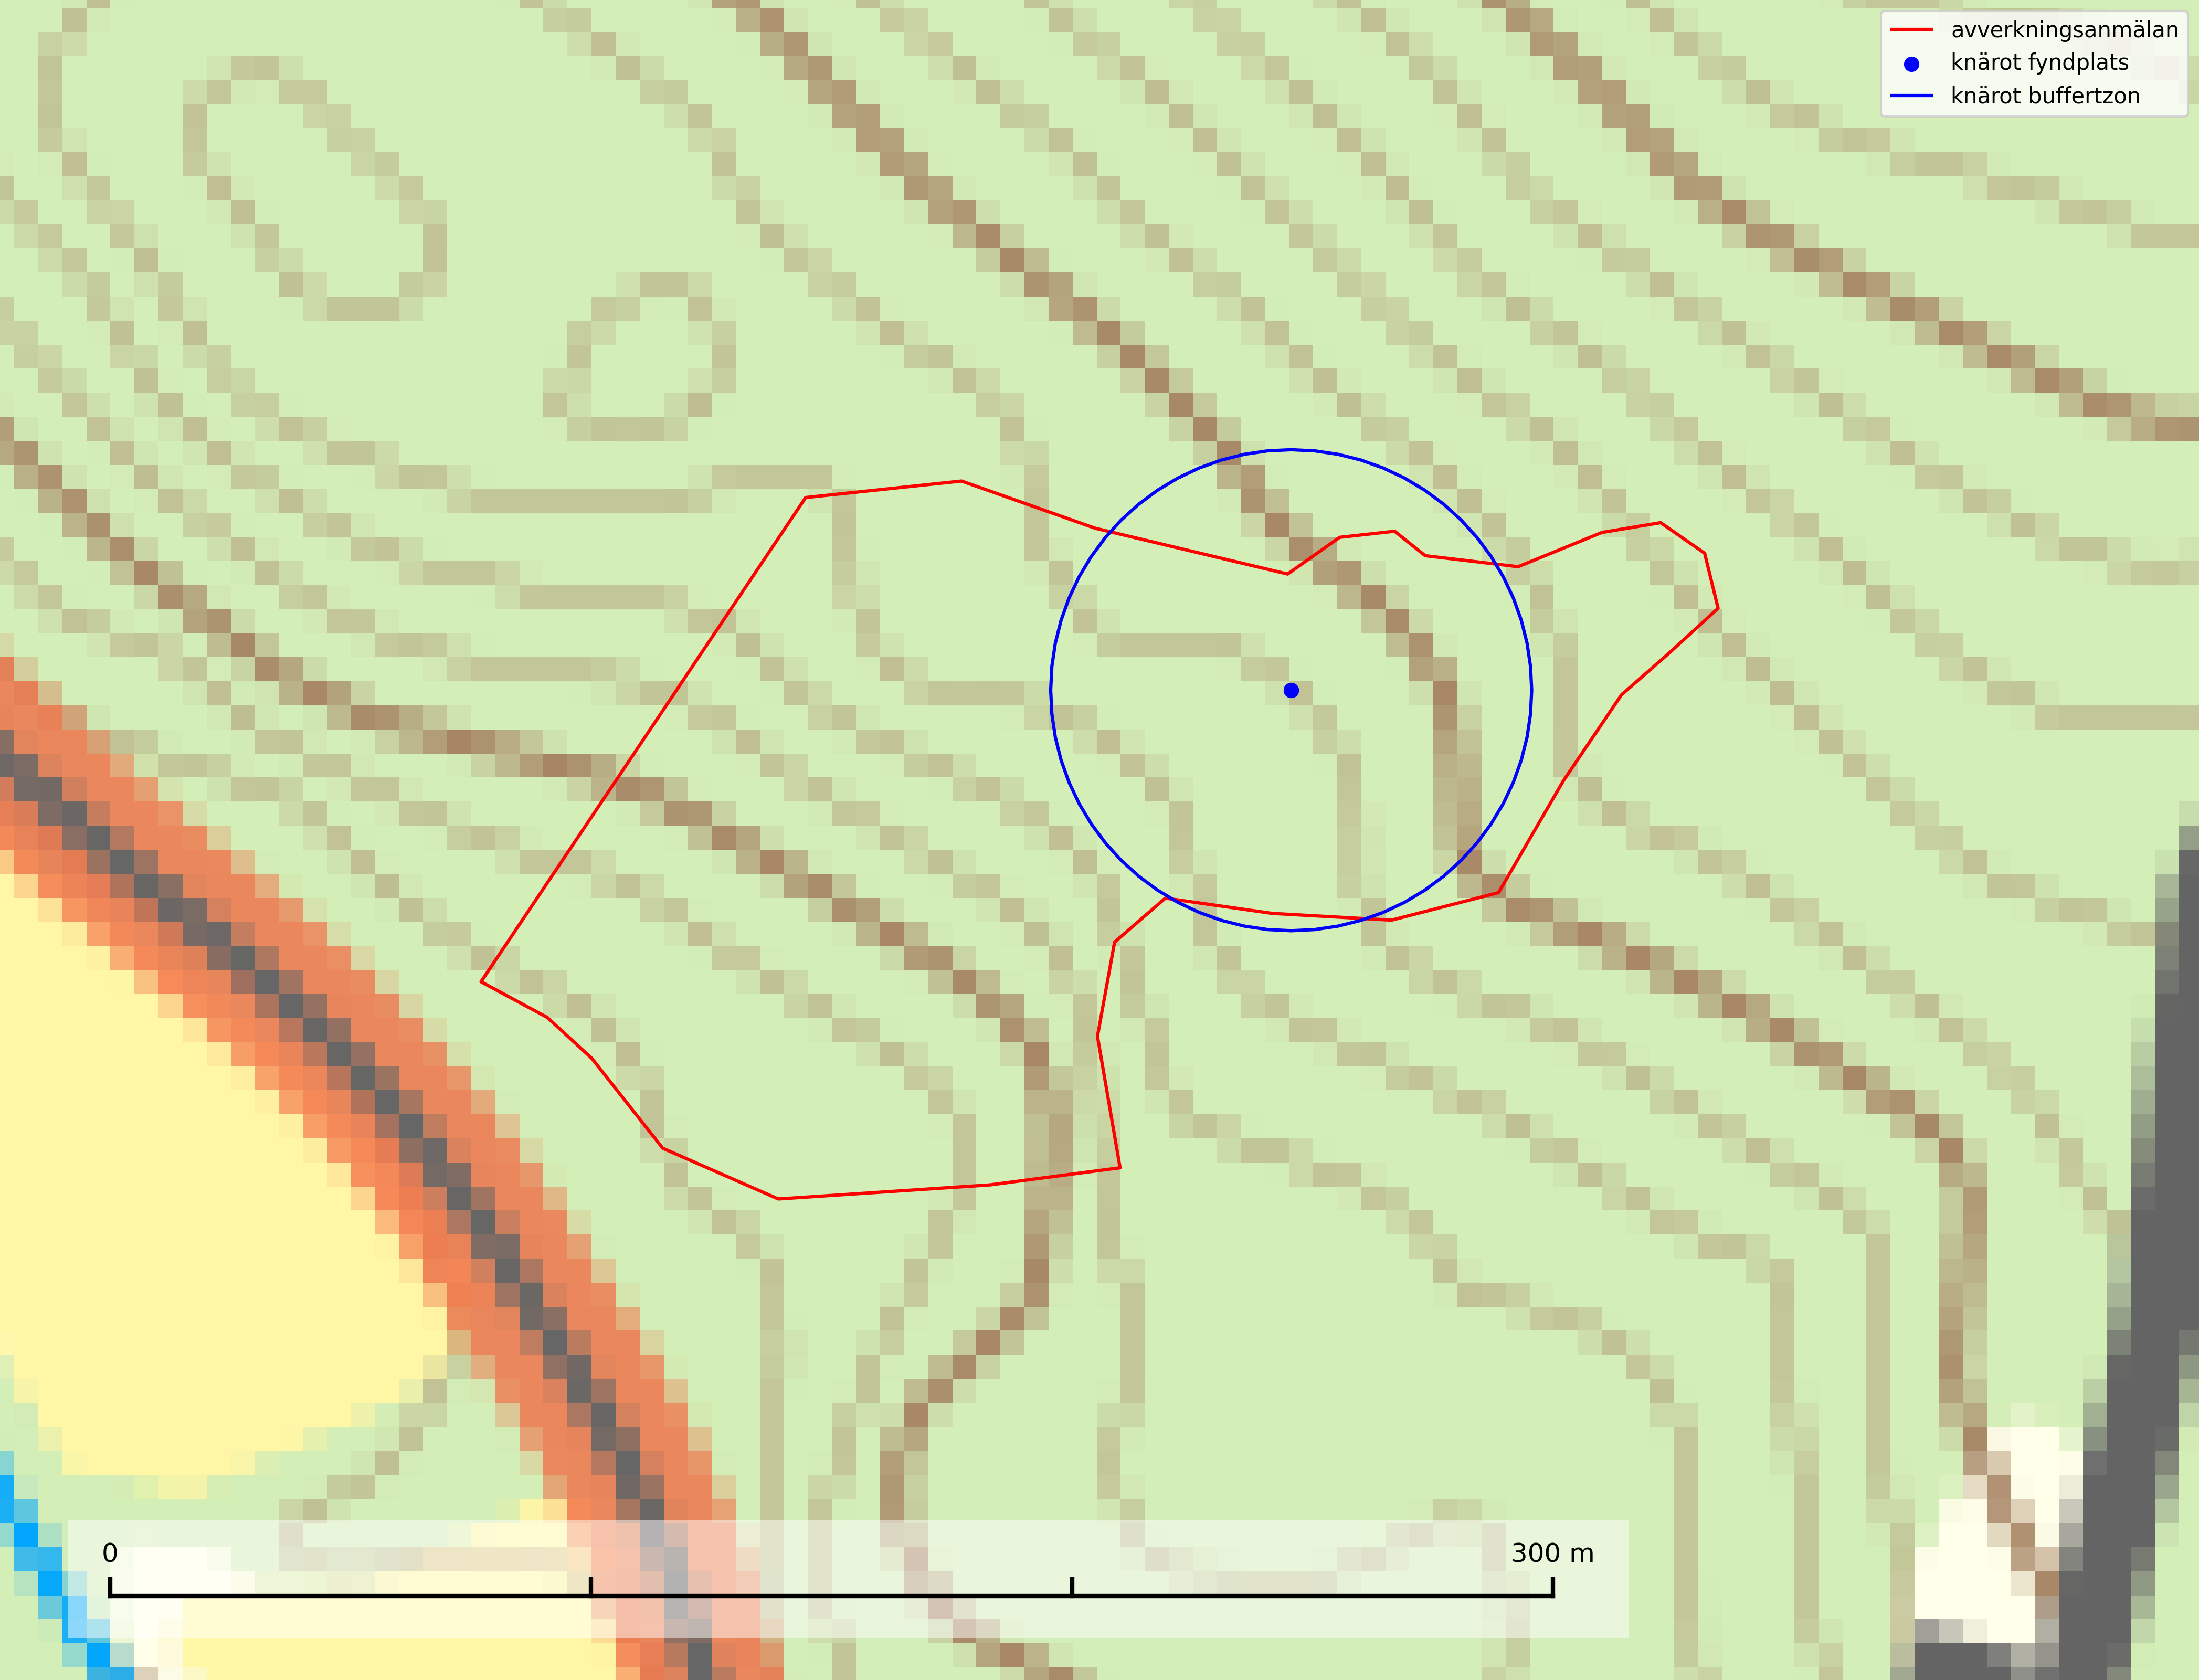 avverkningsanmälan
knärot fyndplats
knärot buffertzon
0
300 m